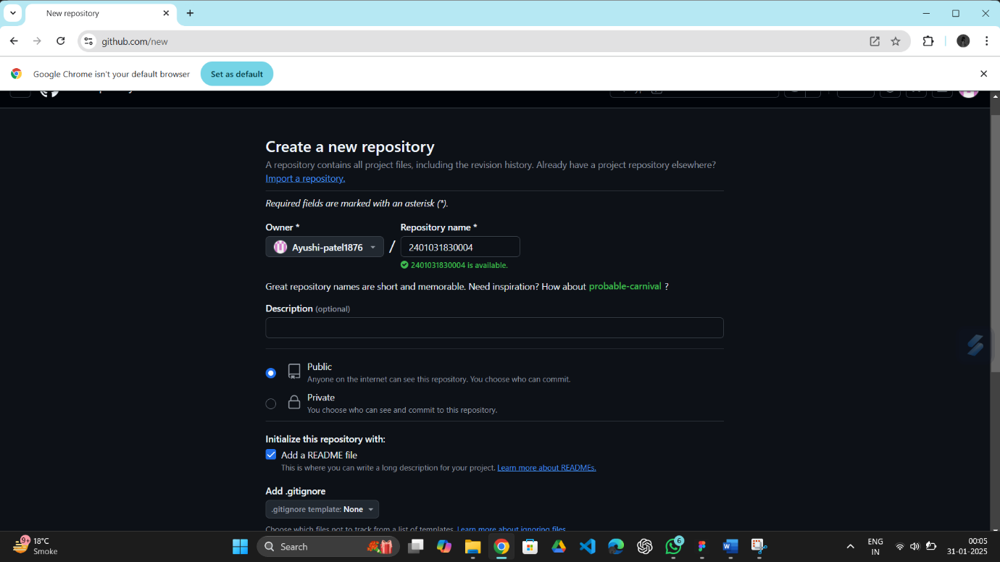 New repository
github.com/new
Google Chrome isn't your default browser
Set as default
Create a new repository
A repository contains all project files, including the revision history. Already have a project repository elsewhere?
Import a repository.
Required fields are marked with an asterisk (*).
Owner *
Repository name *
Ayushi-patel1876
/
2401031830004
2401031830004 is available.
Great repository names are short and memorable. Need inspiration? How about probable-carnival ?
Description (optional)
Public
Anyone on the internet can see this repository. You choose who can commit.
Private
You choose who can see and commit to this repository.
Initialize this repository with:
Add a README file
This is where you can write a long description for your project. Learn more about READMEs.
Add .gitignore
.gitignore template: None
Choose which files not to track from a list of templates. Learn more about ignoring files.
9+
18°C
Smoke
Search
6
ENG
IN
00:05
31-01-2025